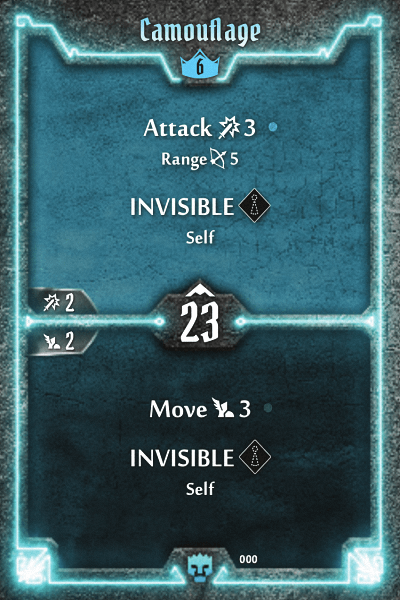 Camouflage
6
Attack 3
Range 5
INVISIBLE
Self
2
23
2
Move 3
INVISIBLE
Self
000